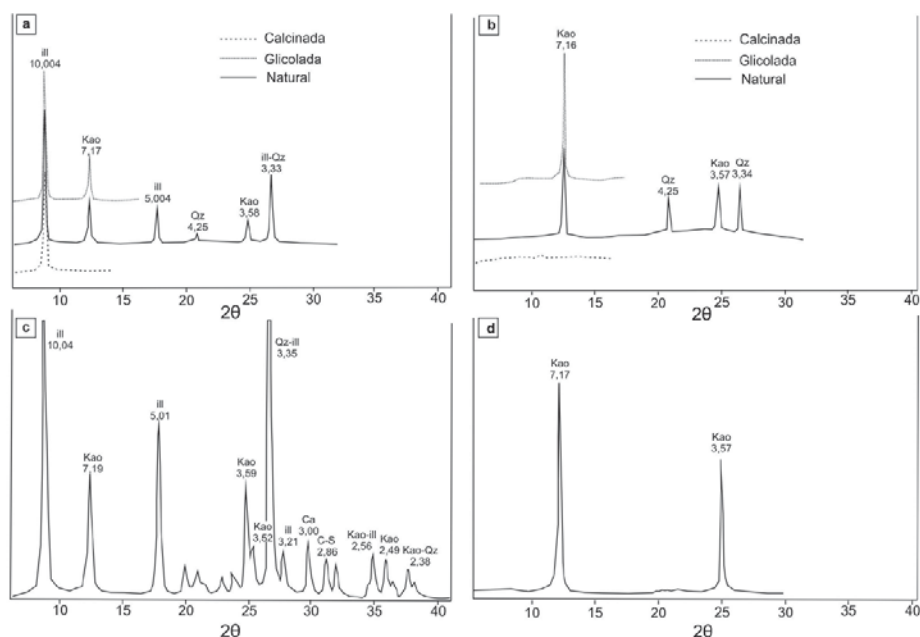 a
ill
10,004
Calcinada
Glicolada
Natural
Kao
7,17
ill
5,004
Qz
4,25
Kao
3,58
ill-Qz
3,33
10 15 20 25 30 35 40
2θ
b
Kao
7,16
Calcinada
Glicolada
Natural
Qz
4,25
Kao
3,57
Qz
3,34
10 15 20 25 30 35 40
2θ
c
ill
10,04
Kao
7,19
ill
5,01
Kao
3,59
Kao
3,52
Qz-ill
3,35
ill
3,21
Ca
3,00
C-S
2,86
Kao-ill
2,56
Kao
2,49
Kao-Qz
2,38
10 15 20 25 30 35 40
2θ
d
Kao
7,17
Kao
3,57
10 15 20 25 30 35 40
2θ